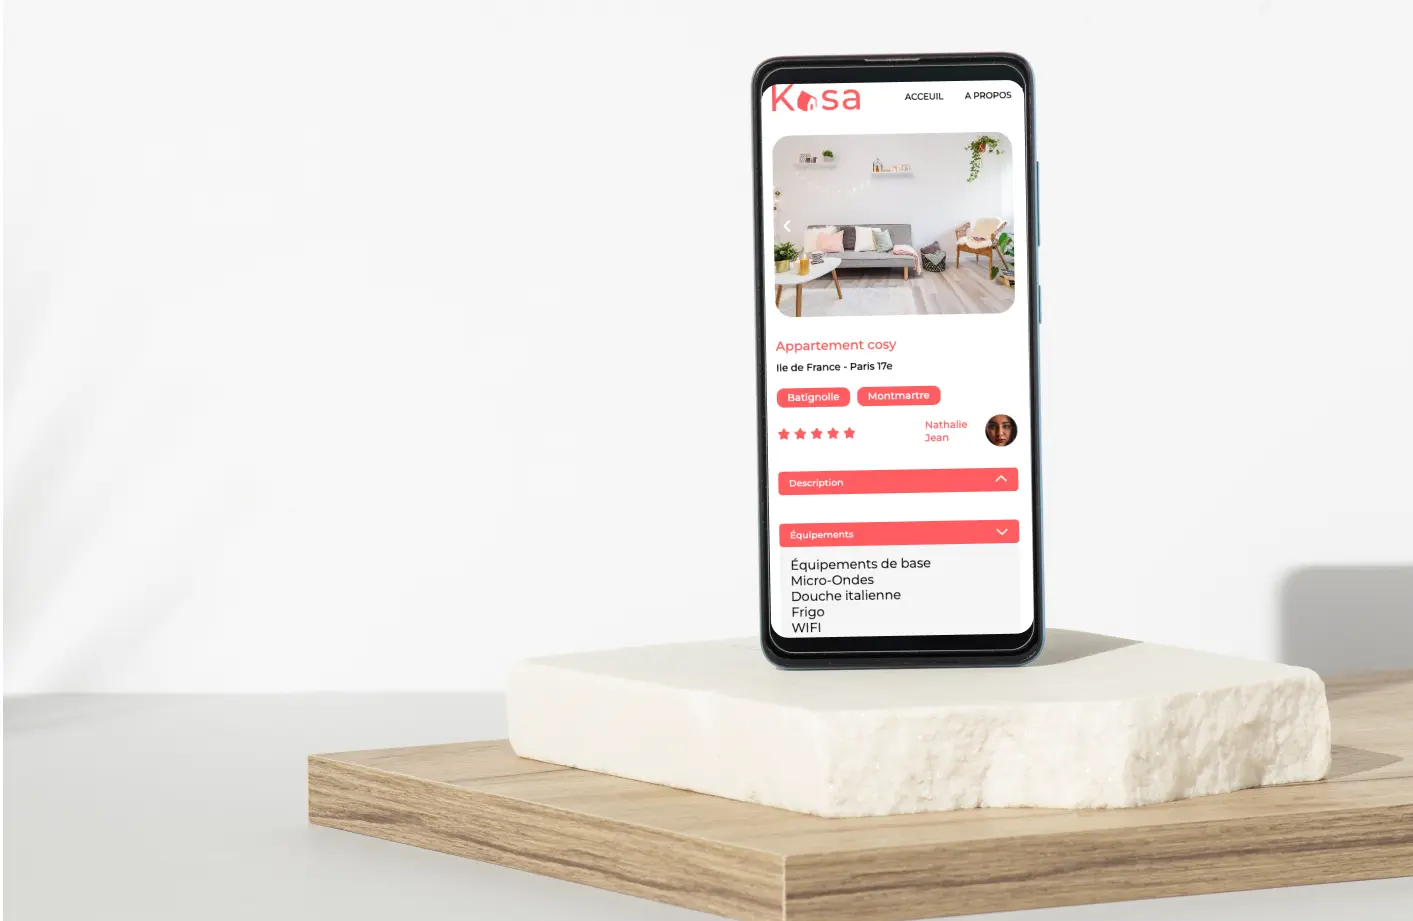 Kasa
ACCEUIL A PROPOS
Appartement cosy
Ile de France - Paris 17e
Batignolle Montmartre
Nathalie
Jean
Description
Équipements
Équipements de base
Micro-Ondes
Douche italienne
Frigo
WIFI